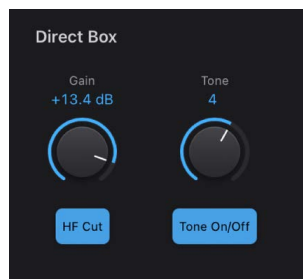 Direct Box
Gain
Tone
+13.4 dB
4
HF Cut
Tone On/Off